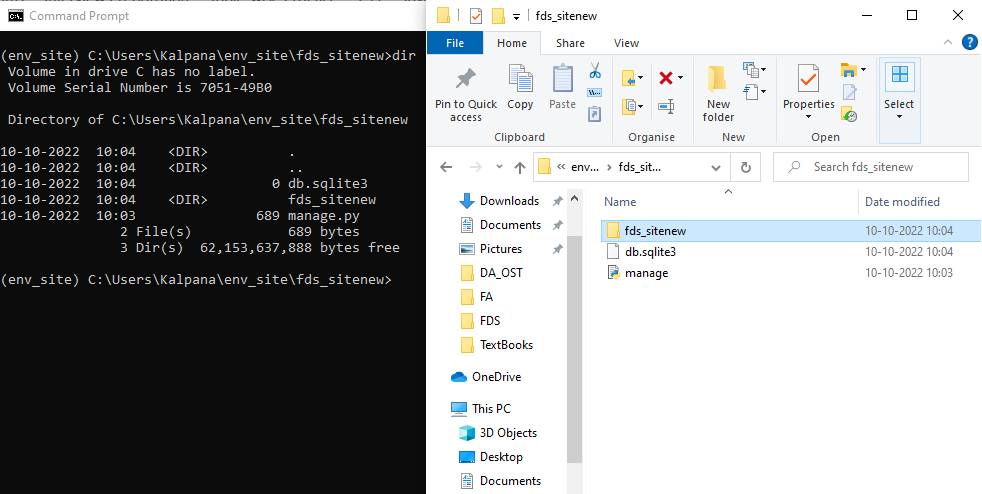 Command Prompt
(env_site) C:\Users\Kalpana\env_site\fds_sitenew>dir
 Volume in drive C has no label.
 Volume Serial Number is 7051-49B0
 Directory of C:\Users\Kalpana\env_site\fds_sitenew
10-10-2022  10:04    <DIR>          .
10-10-2022  10:04    <DIR>          ..
10-10-2022  10:04                 0 db.sqlite3
10-10-2022  10:04    <DIR>          fds_sitenew
10-10-2022  10:03               689 manage.py
               2 File(s)            689 bytes
               3 Dir(s)  62,153,637,888 bytes free
(env_site) C:\Users\Kalpana\env_site\fds_sitenew>
fds_sitenew
File Home Share View
Pin to Quick access
Copy
Paste
New folder
Properties
Select
Clipboard Organise New Open
env... fds_sit...
Search fds_sitenew
Downloads
Documents
Pictures
DA_OST
FA
FDS
TextBooks
OneDrive
This PC
3D Objects
Desktop
Documents
Name Date modified
fds_sitenew 10-10-2022 10:04
db.sqlite3 10-10-2022 10:04
manage 10-10-2022 10:03